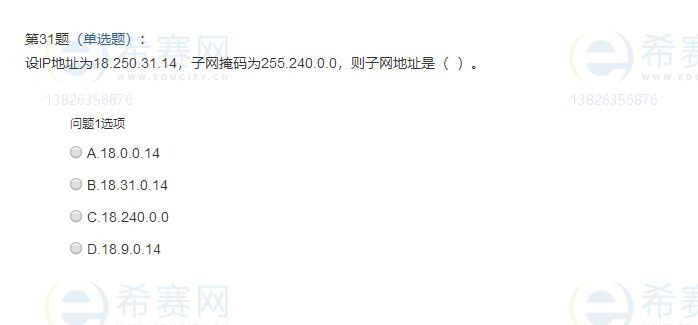 第31题（单选题）：
设IP地址为18.250.31.14，子网掩码为255.240.0.0，则子网地址是（ ）。
希赛网
WWW.EDUCITY.CN
希赛
WWW.EDUCITY.CN
13826356876
13826356876
问题1选项
A.18.0.0.14
B.18.31.0.14
C.18.240.0.0
D.18.9.0.14
希赛网
希赛